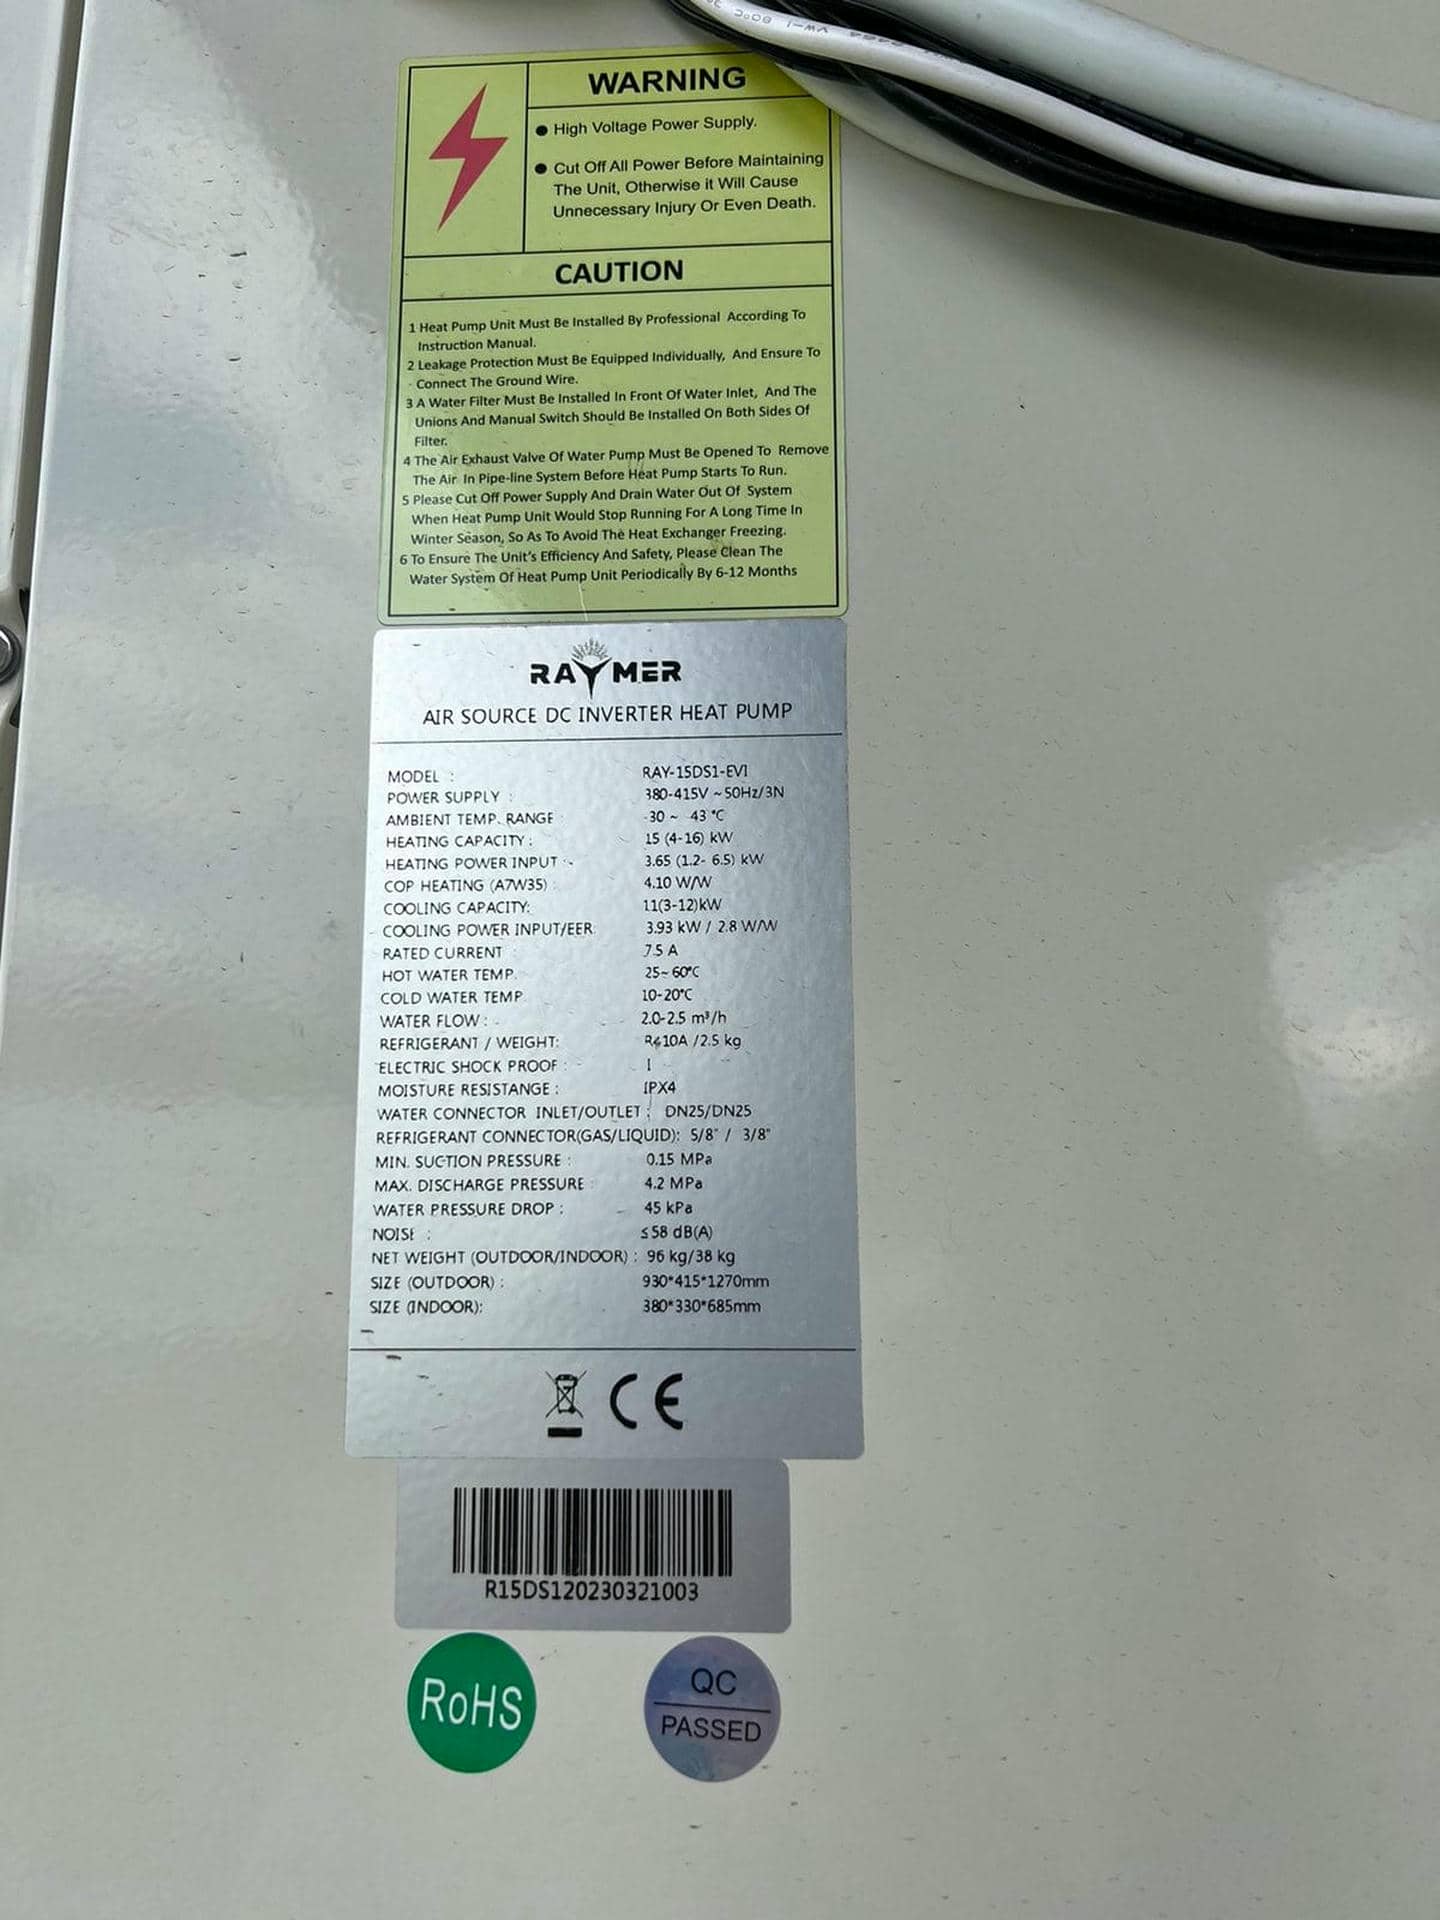 80°C
VW-1
WARNING
● High Voltage Power Supply.
● Cut Off All Power Before Maintaining
The Unit, Otherwise it Will Cause
Unnecessary Injury Or Even Death.
CAUTION
1 Heat Pump Unit Must Be Installed By Professional According To
Instruction Manual.
2 Leakage Protection Must Be Equipped Individually, And Ensure To
Connect The Ground Wire.
3 A Water Filter Must Be Installed In Front Of Water Inlet, And The
Unions And Manual Switch Should Be Installed On Both Sides Of
Filter.
4 The Air Exhaust Valve Of Water Pump Must Be Opened To Remove
The Air In Pipe-line System Before Heat Pump Starts To Run.
5 Please Cut Off Power Supply And Drain Water Out Of System
When Heat Pump Unit Would Stop Running For A Long Time In
Winter Season, So As To Avoid The Heat Exchanger Freezing.
6 To Ensure The Unit's Efficiency And Safety, Please Clean The
Water System Of Heat Pump Unit Periodically By 6-12 Months
RAYMER
AIR SOURCE DC INVERTER HEAT PUMP
MODEL : RAY-15DS1-EVI
POWER SUPPLY : 380-415V ~50Hz/3N
AMBIENT TEMP. RANGE : -30 ~ 43 °C
HEATING CAPACITY : 15 (4-16) kW
HEATING POWER INPUT : 3.65 (1.2- 6.5) kW
COP HEATING (A7W35) : 4.10 W/W
COOLING CAPACITY: 11(3-12)kW
COOLING POWER INPUT/EER: 3.93 kW / 2.8 W/W
RATED CURRENT : 7.5 A
HOT WATER TEMP. 25~ 60°C
COLD WATER TEMP 10-20°C
WATER FLOW : 2.0-2.5 m³/h
REFRIGERANT / WEIGHT: R410A /2.5 kg
ELECTRIC SHOCK PROOF : I
MOISTURE RESISTANGE : IPX4
WATER CONNECTOR INLET/OUTLET : DN25/DN25
REFRIGERANT CONNECTOR(GAS/LIQUID): 5/8" / 3/8"
MIN. SUCTION PRESSURE : 0.15 MPa
MAX. DISCHARGE PRESSURE : 4.2 MPa
WATER PRESSURE DROP : 45 kPa
NOISE : ≤58 dB(A)
NET WEIGHT (OUTDOOR/INDOOR) : 96 kg/38 kg
SIZE (OUTDOOR) : 930*415*1270mm
SIZE (INDOOR): 380*330*685mm
CE
R15DS120230321003
RoHS
QC
PASSED